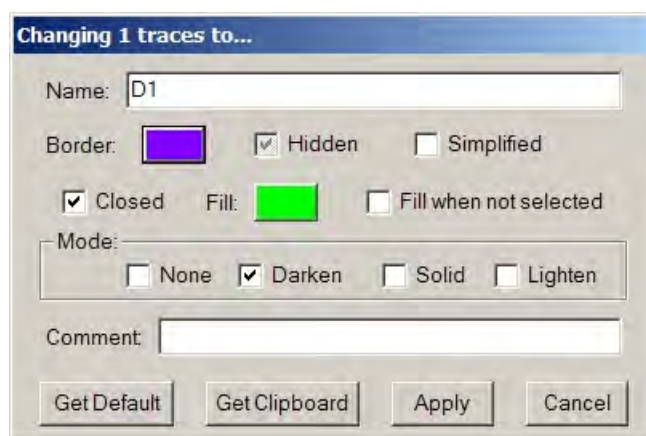 Changing 1 traces to...
Name: D1
Border: Hidden Simplified
Closed Fill: Fill when not selected
Mode:
None Darken Solid Lighten
Comment:
Get Default Get Clipboard Apply Cancel